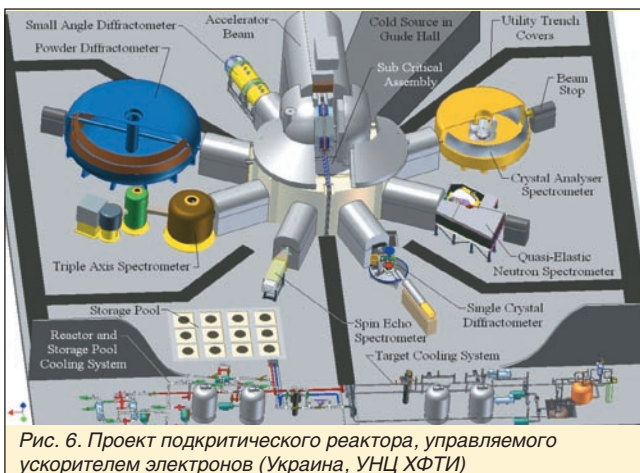 Small Angle Diffractometer
Powder Diffractometer
Accelerator
Beam
Cold Source in
Guide Hall
Utility Trench
Covers
Sub Critical
Assembly
Beam
Stop
Crystal Analyser
Spectrometer
Triple Axis Spectrometer
Quasi-Elastic
Neutron Spectrometer
Storage Pool
Spin Echo
Spectrometer
Single Crystal
Diffractometer
Reactor and
Storage Pool
Cooling System
Target Cooling System
Рис. 6. Проект подкритического реактора, управляемого
ускорителем электронов (Украина, УНЦ ХФТИ)